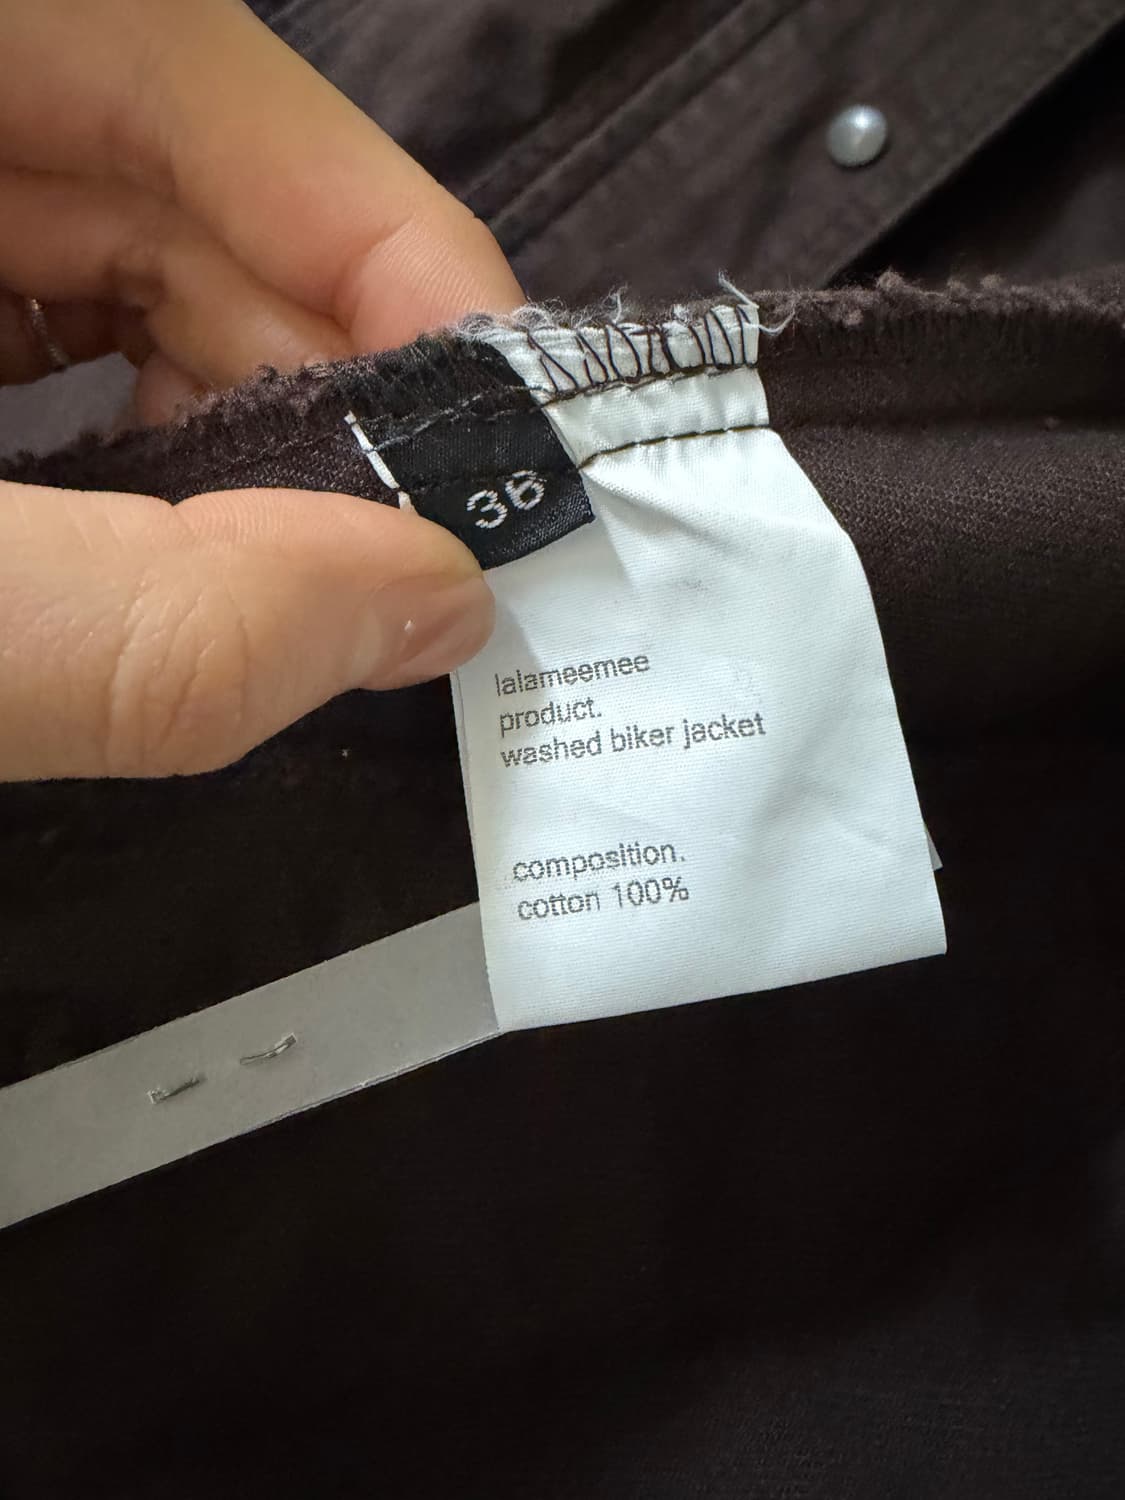 36
lalameemee
product.
washed biker jacket
composition.
cotton 100%